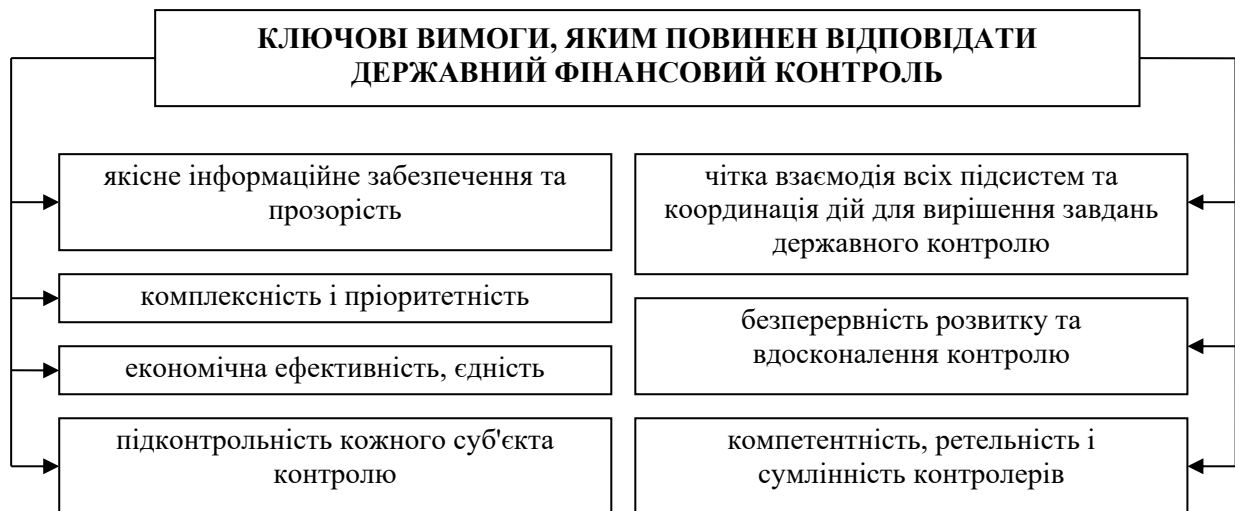 КЛЮЧОВІ ВИМОГИ, ЯКИМ ПОВИНЕН ВІДПОВІДАТИ
ДЕРЖАВНИЙ ФІНАНСОВИЙ КОНТРОЛЬ
якісне інформаційне забезпечення та
прозорість
комплексність і пріоритетність
економічна ефективність, єдність
підконтрольність кожного суб'єкта
контролю
чітка взаємодія всіх підсистем та
координація дій для вирішення завдань
державного контролю
безперервність розвитку та
вдосконалення контролю
компетентність, ретельність і
сумлінність контролерів